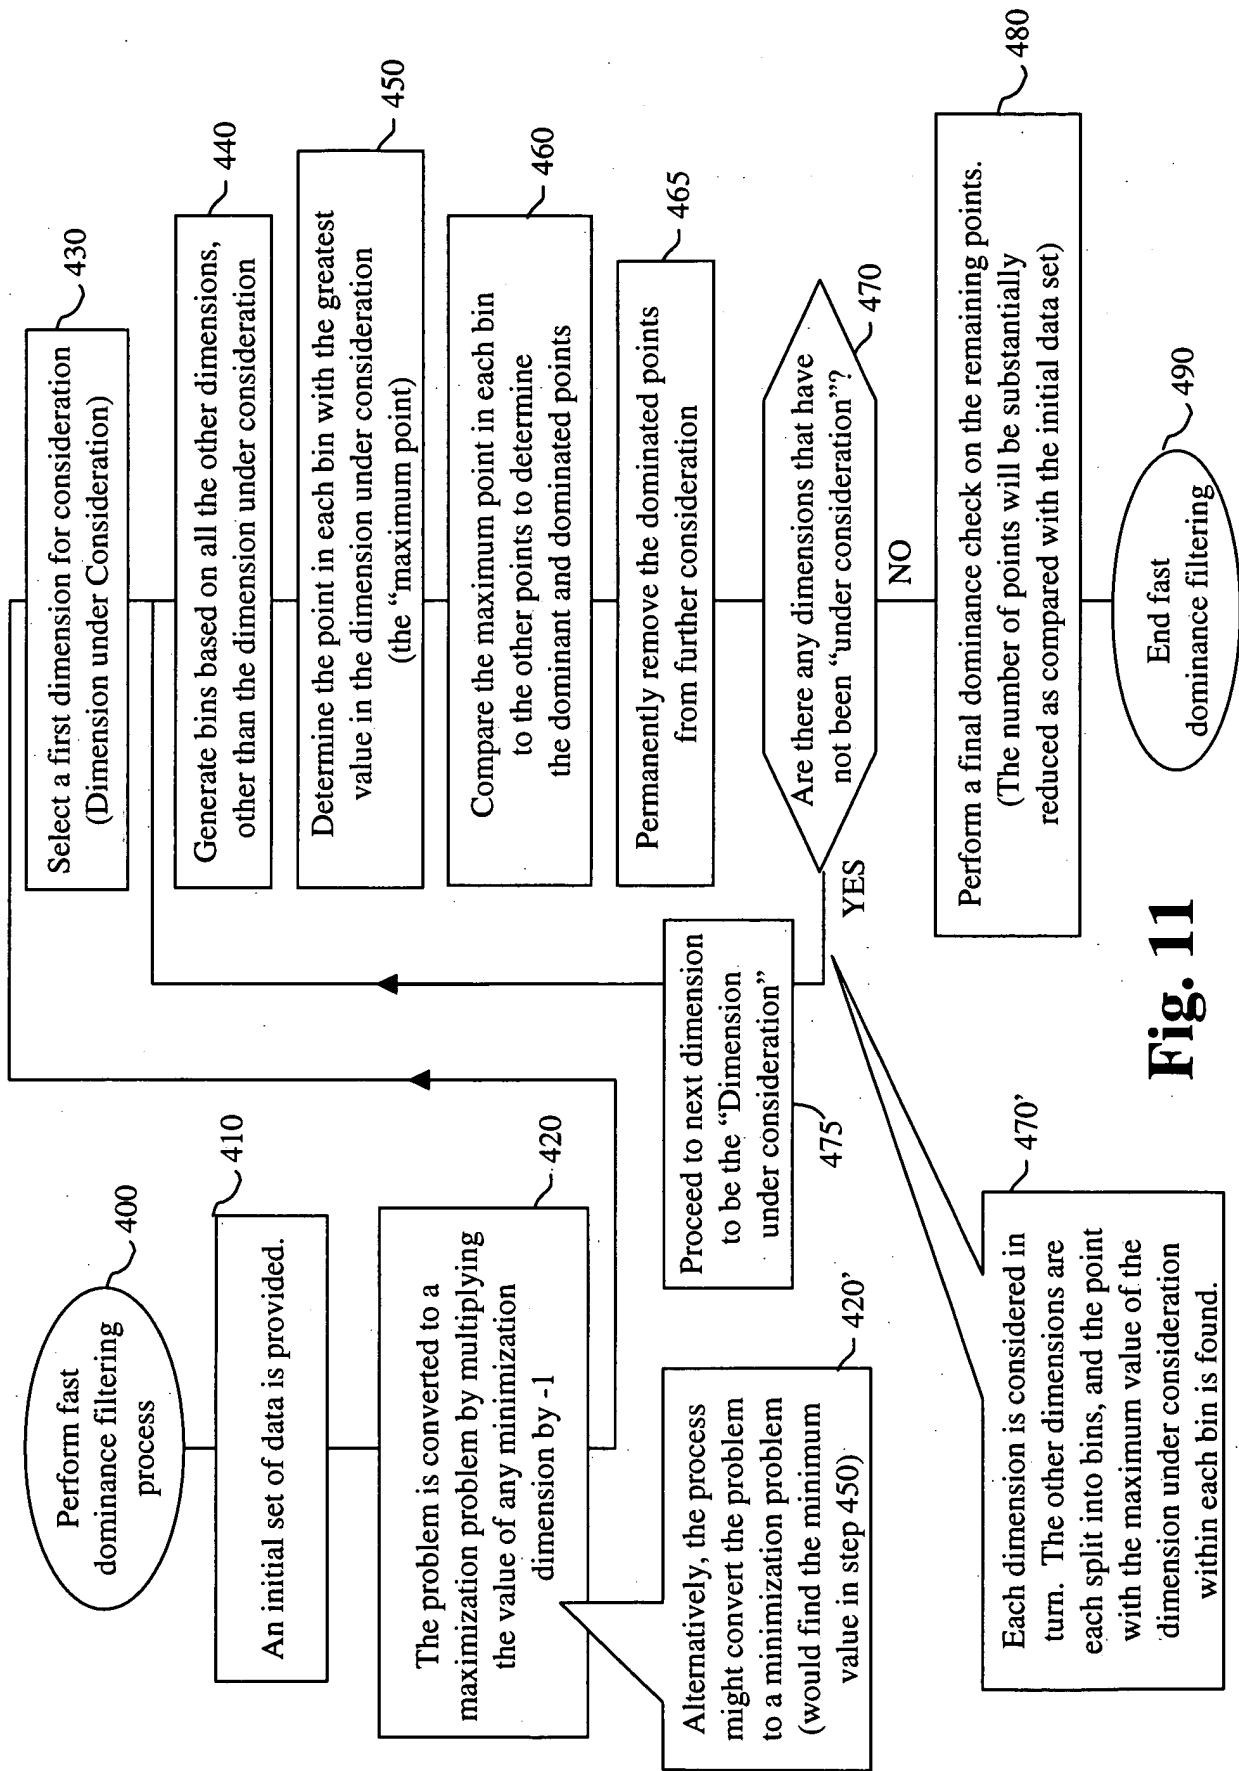 Perform fast
dominance filtering
process
400
An initial set of data is provided.
410
The problem is converted to a
maximization problem by multiplying
the value of any minimization
dimension by -1
420
Alternatively, the process
might convert the problem
to a minimization problem
(would find the minimum
value in step 450)
420’
Select a first dimension for consideration
(Dimension under Consideration)
430
Generate bins based on all the other dimensions,
other than the dimension under consideration
440
Determine the point in each bin with the greatest
value in the dimension under consideration
(the “maximum point)
450
Compare the maximum point in each bin
to the other points to determine
the dominant and dominated points
460
Permanently remove the dominated points
from further consideration
465
Are there any dimensions that have
not been “under consideration”?
470
YES
NO
Proceed to next dimension
to be the “Dimension
under consideration”
475
Each dimension is considered in
turn. The other dimensions are
each split into bins, and the point
with the maximum value of the
dimension under consideration
within each bin is found.
470’
Perform a final dominance check on the remaining points.
(The number of points will be substantially
reduced as compared with the initial data set)
480
End fast
dominance filtering
490
Fig. 11